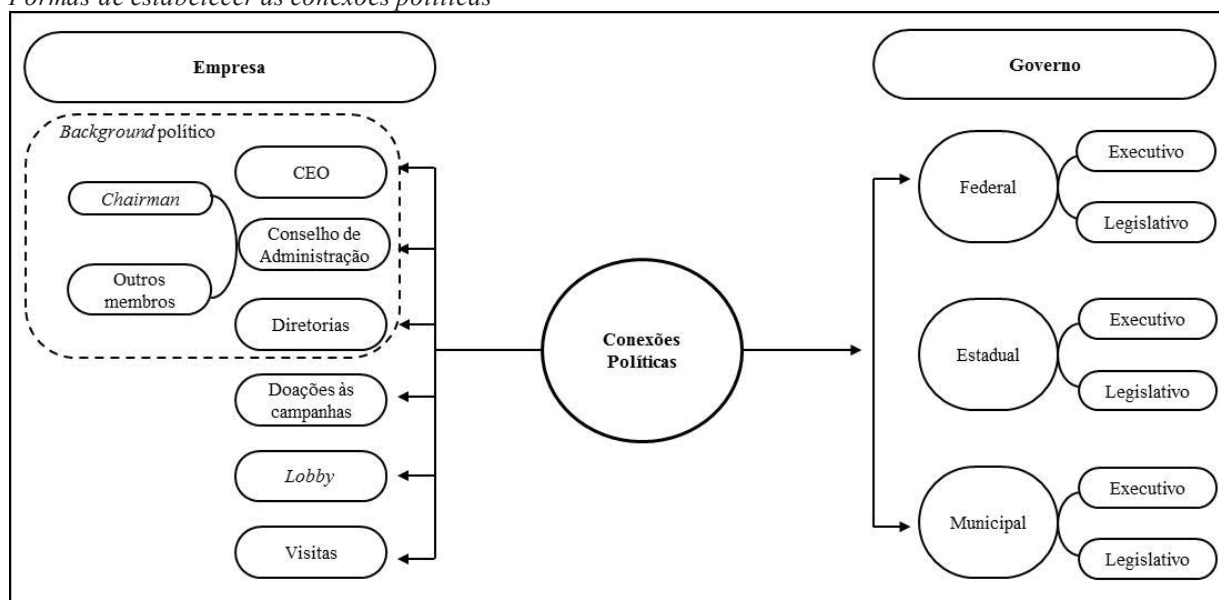 Formas de estabelecer as conexões políticas
Empresa
Background político
CEO
Chairman
Conselho de
Administração
Outros
membros
Diretorias
Doações às
campanhas
Lobby
Visitas
Conexões
Políticas
Governo
Federal
Executivo
Legislativo
Estadual
Executivo
Legislativo
Municipal
Executivo
Legislativo